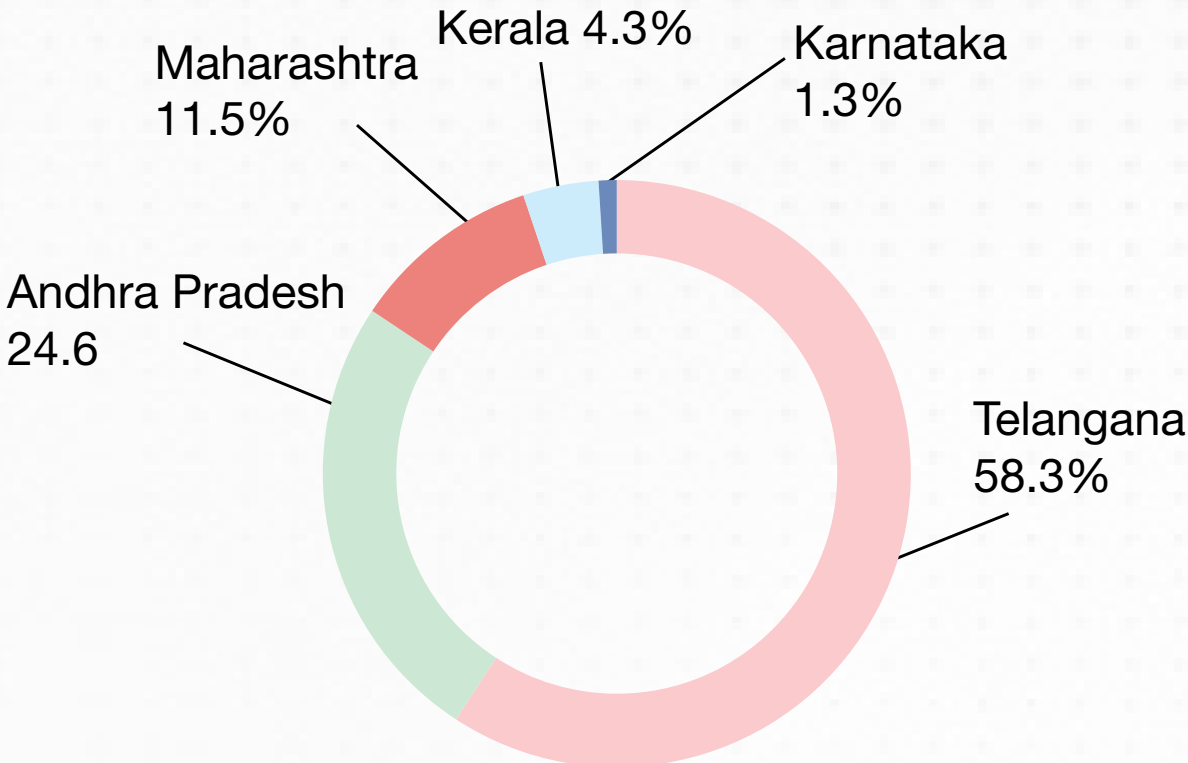 Kerala 4.3%
Karnataka
1.3%
Maharashtra
11.5%
Andhra Pradesh
24.6
Telangana
58.3%